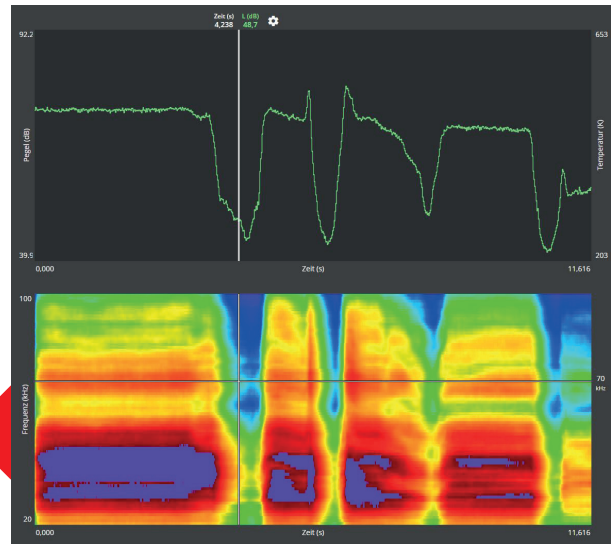 Zeit (s) L (dB)
4,238 48,7
92.2
653
Pegel (dB)
Temperatur (K)
39.9
203
0,000
Zeit (s)
11,616
100
70
kHz
Frequenz (kHz)
20
0,000
Zeit (s)
11,616